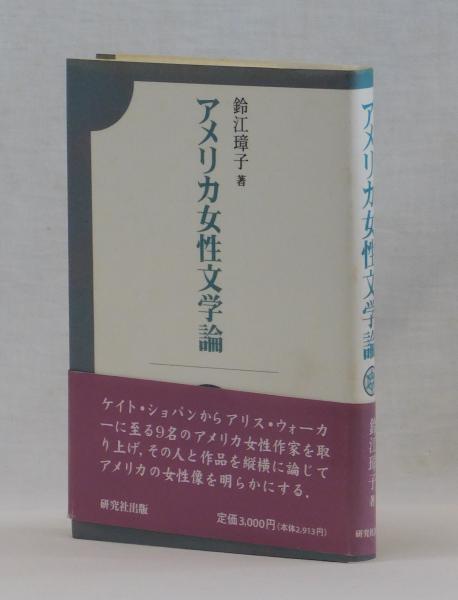 鈴江璋子 著
アメリカ女性文学論
ケイト・ショパンからアリス・ウォーカ
ーに至る9名のアメリカ女性作家を取
り上げ,その人と作品を縦横に論じて
アメリカの女性像を明らかにする.
研究社出版
定価3,000円(本体2,913円)
アメリカ女性文学論
鈴江璋子 著
研究社